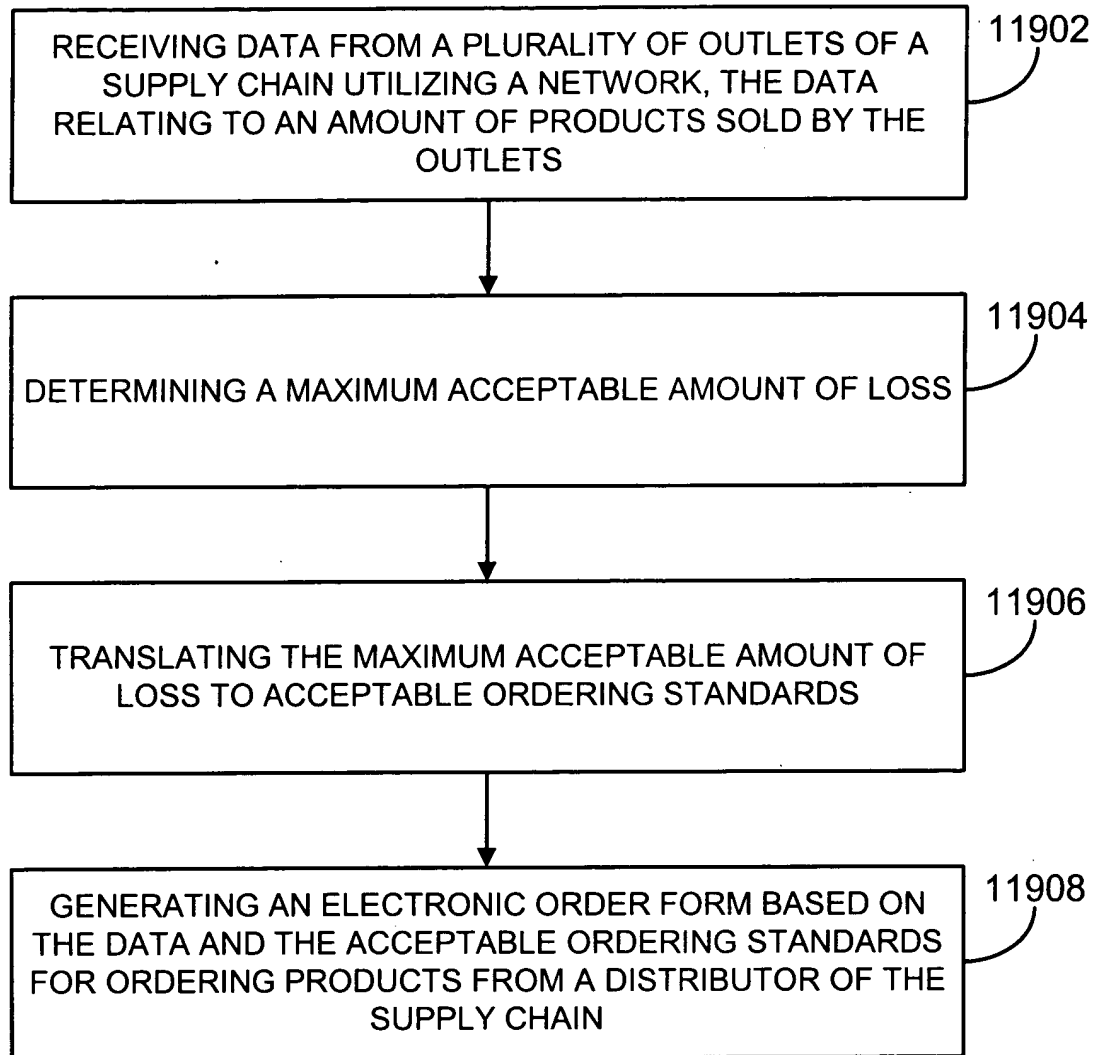 RECEIVING DATA FROM A PLURALITY OF OUTLETS OF A
SUPPLY CHAIN UTILIZING A NETWORK, THE DATA
RELATING TO AN AMOUNT OF PRODUCTS SOLD BY THE
OUTLETS
11902
DETERMINING A MAXIMUM ACCEPTABLE AMOUNT OF LOSS
11904
TRANSLATING THE MAXIMUM ACCEPTABLE AMOUNT OF
LOSS TO ACCEPTABLE ORDERING STANDARDS
11906
GENERATING AN ELECTRONIC ORDER FORM BASED ON
THE DATA AND THE ACCEPTABLE ORDERING STANDARDS
FOR ORDERING PRODUCTS FROM A DISTRIBUTOR OF THE
SUPPLY CHAIN
11908